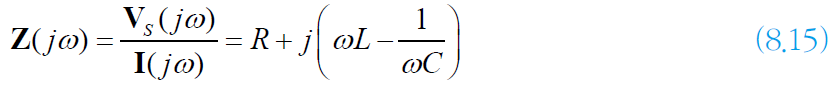 Z(jω) = V_S(jω) / I(jω) = R + j(ωL − 1/(ωC)) (8.15)